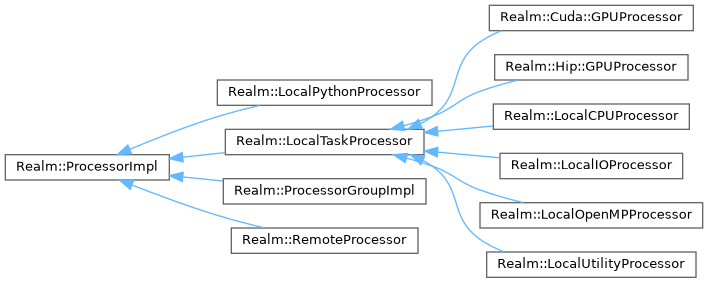 Realm::ProcessorImpl
Realm::LocalPythonProcessor
Realm::LocalTaskProcessor
Realm::ProcessorGroupImpl
Realm::RemoteProcessor
Realm::Cuda::GPUProcessor
Realm::Hip::GPUProcessor
Realm::LocalCPUProcessor
Realm::LocalIOProcessor
Realm::LocalOpenMPProcessor
Realm::LocalUtilityProcessor